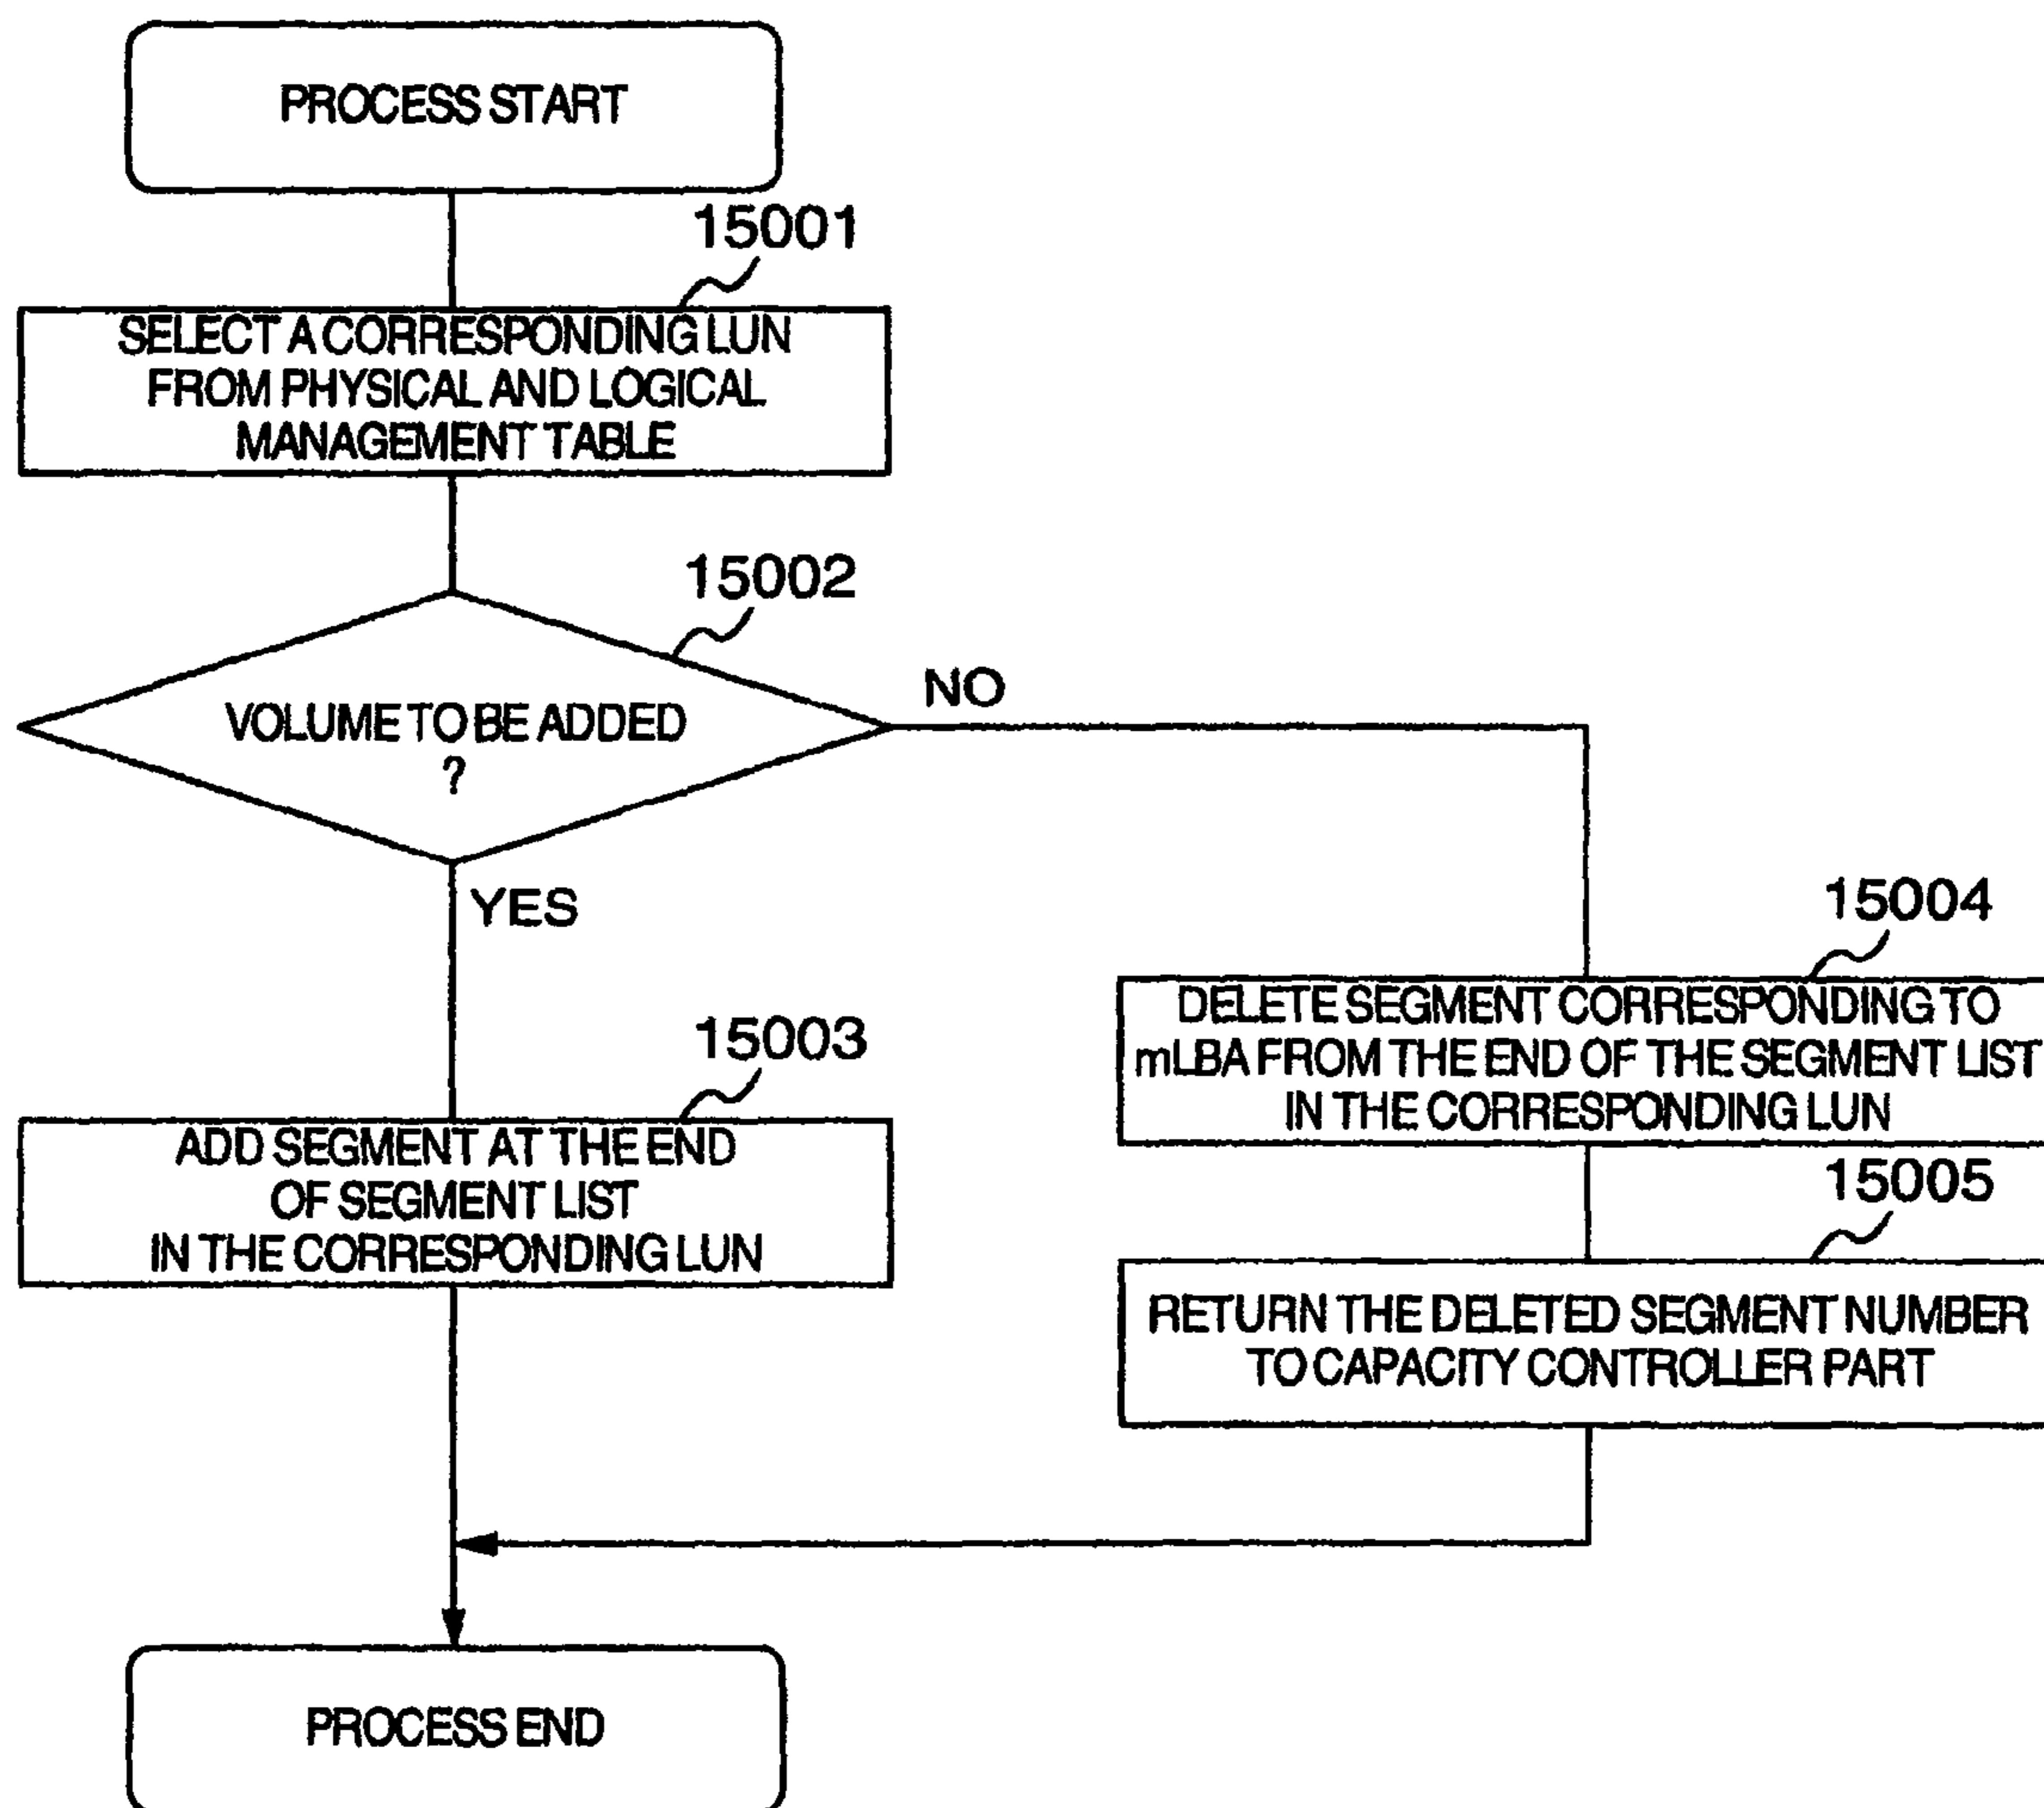 PROCESS START
15001
SELECT A CORRESPONDING LUN
FROM PHYSICAL AND LOGICAL
MANAGEMENT TABLE
15002
VOLUME TO BE ADDED
?
NO
YES
15003
ADD SEGMENT AT THE END
OF SEGMENT LIST
IN THE CORRESPONDING LUN
15004
DELETE SEGMENT CORRESPONDING TO
mLBA FROM THE END OF THE SEGMENT LIST
IN THE CORRESPONDING LUN
15005
RETURN THE DELETED SEGMENT NUMBER
TO CAPACITY CONTROLLER PART
PROCESS END